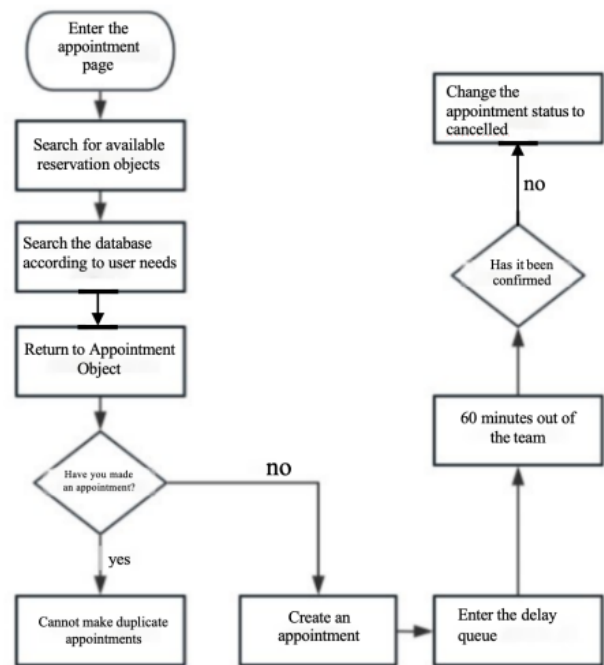 Enter the
appointment
page
Search for available
reservation objects
Search the database
according to user needs
Return to Appointment
Object
Have you made
an appointment?
no
yes
Cannot make duplicate
appointments
Create an
appointment
Enter the delay
queue
60 minutes out of
the team
Has it been
confirmed
no
Change the
appointment status to
cancelled